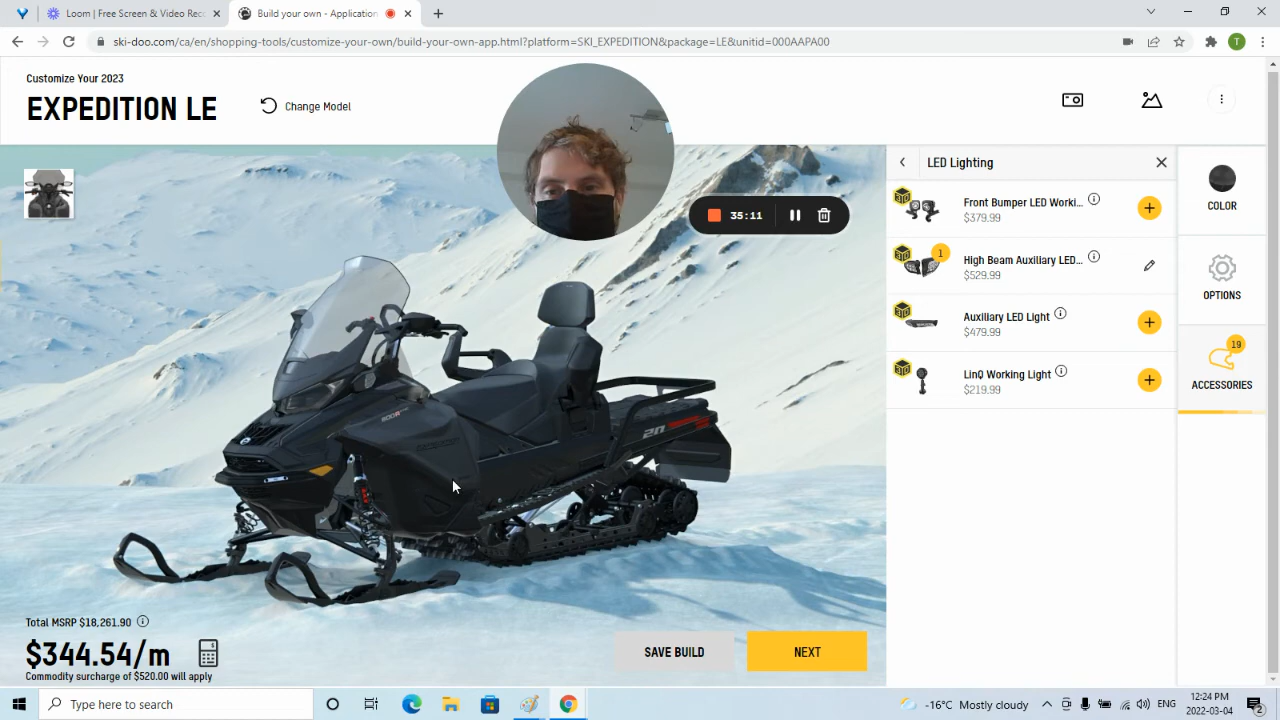 Loom | Free Screen & Video Reco
Build your own - Application
ski-doo.com/ca/en/shopping-tools/customize-your-own/build-your-own-app.html?platform=SKI_EXPEDITION&package=LE&unitid=000AAPA00
T
Customize Your 2023
EXPEDITION LE
Change Model
35:11
LED Lighting
Front Bumper LED Worki...
$379.99
1
High Beam Auxiliary LED...
$529.99
Auxiliary LED Light
$479.99
LinQ Working Light
$219.99
COLOR
OPTIONS
19
ACCESSORIES
20
Total MSRP $18,261.90
$344.54/m
Commodity surcharge of $520.00 will apply
SAVE BUILD
NEXT
Type here to search
-16°C Mostly cloudy
ENG
12:24 PM
2022-03-04
2